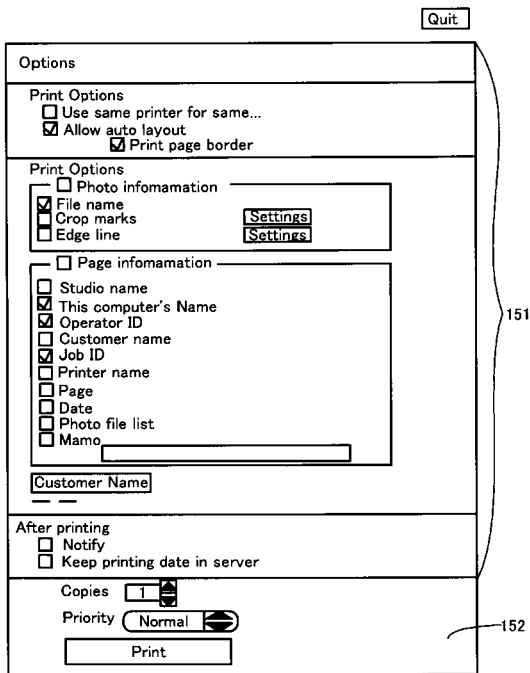 Quit
Options
Print Options
Use same printer for same...
Allow auto layout
Print page border
Print Options
Photo infomamation
File name
Crop marks Settings
Edge line Settings
Page infomamation
Studio name
This computer's Name
Operator ID
Customer name
Job ID
Printer name
Page
Date
Photo file list
Mamo
Customer Name
151
After printing
Notify
Keep printing date in server
Copies 1
Priority Normal
152
Print